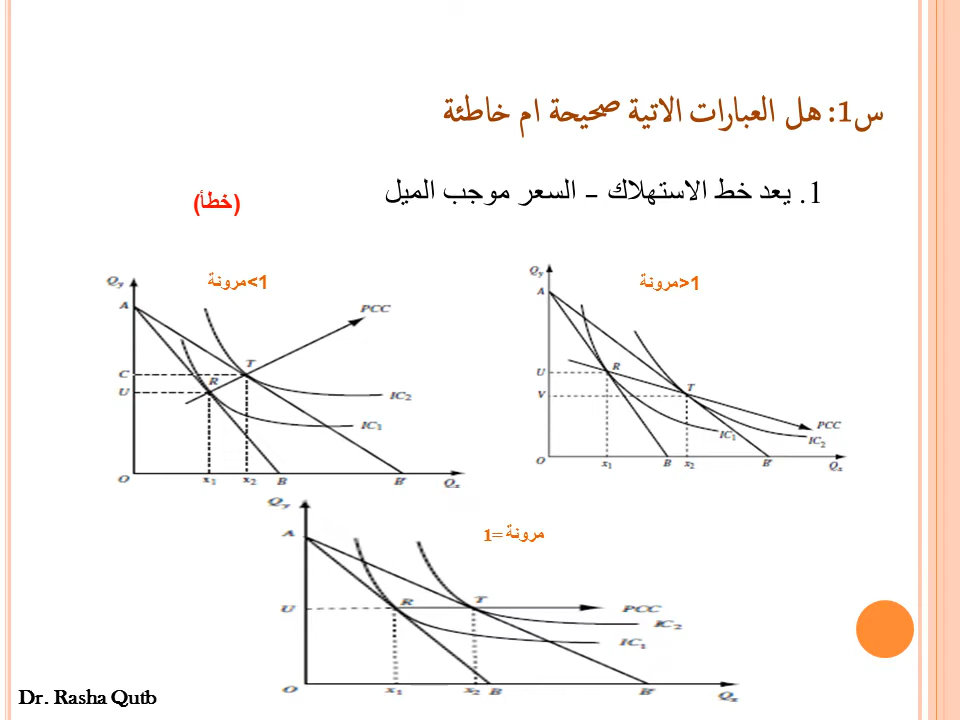 س1: هل العبارات الاتية صحيحة ام خاطئة
1. يعد خط الاستهلاك – السعر موجب الميل
(خطأ)
مرونة<1
Qy
A
C
U
O
R
T
PCC
IC2
IC1
x1
x2
B
B'
Qx
مرونة>1
Qy
A
U
V
O
R
T
PCC
IC1
IC2
x1
B
x2
B'
Qx
مرونة =1
Qy
A
U
O
R
T
PCC
IC2
IC1
x1
x2
B
B'
Qx
Dr. Rasha Qutb